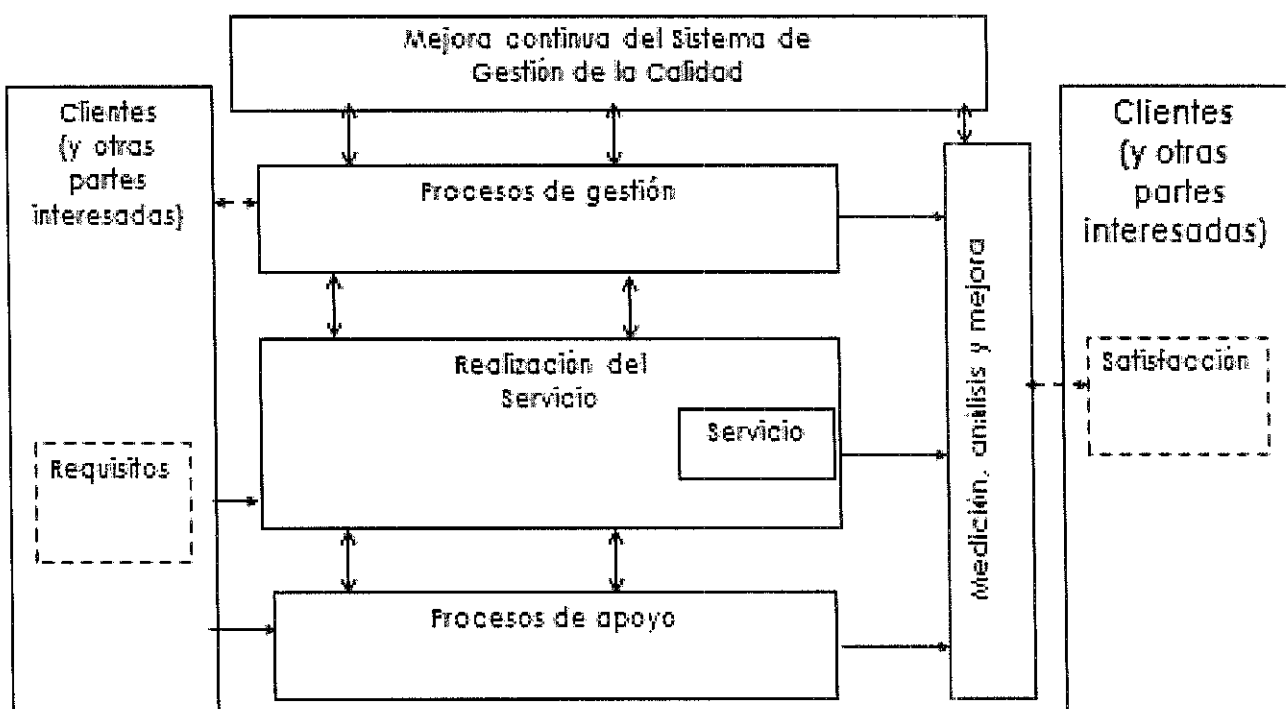 Mejora continua del Sistema de
Gestión de la Calidad
Clientes
(y otras
partes
interesadas)
Requisitos
Procesos de gestión
Realización del
Servicio
Servicio
Procesos de apoyo
Medición, análisis y mejora
Clientes
(y otras
partes
interesadas)
Satisfacción